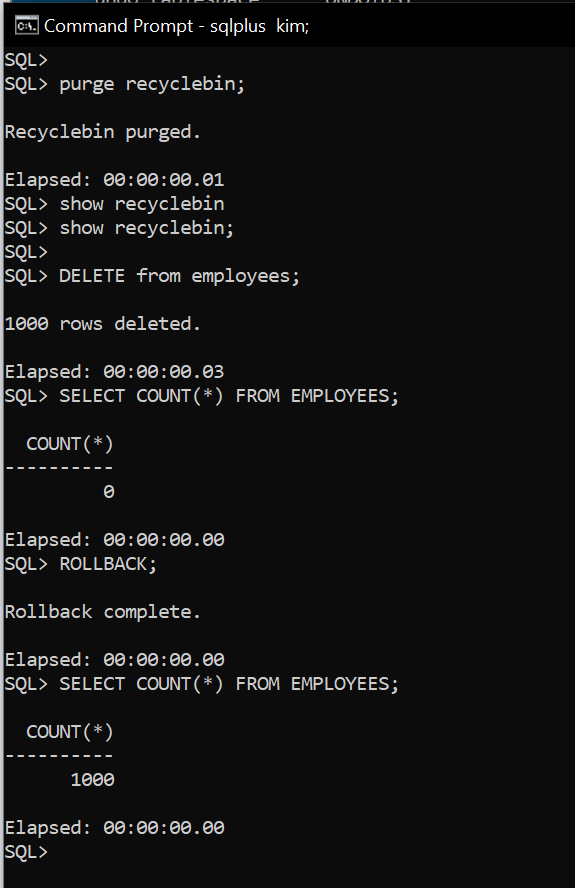 Command Prompt - sqlplus  kim;
SQL>
SQL> purge recyclebin;
Recyclebin purged.
Elapsed: 00:00:00.01
SQL> show recyclebin
SQL> show recyclebin;
SQL>
SQL> DELETE from employees;
1000 rows deleted.
Elapsed: 00:00:00.03
SQL> SELECT COUNT(*) FROM EMPLOYEES;
  COUNT(*)
----------
         0
Elapsed: 00:00:00.00
SQL> ROLLBACK;
Rollback complete.
Elapsed: 00:00:00.00
SQL> SELECT COUNT(*) FROM EMPLOYEES;
  COUNT(*)
----------
      1000
Elapsed: 00:00:00.00
SQL>